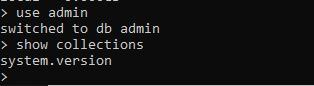 > use admin
switched to db admin
> show collections
system.version
>